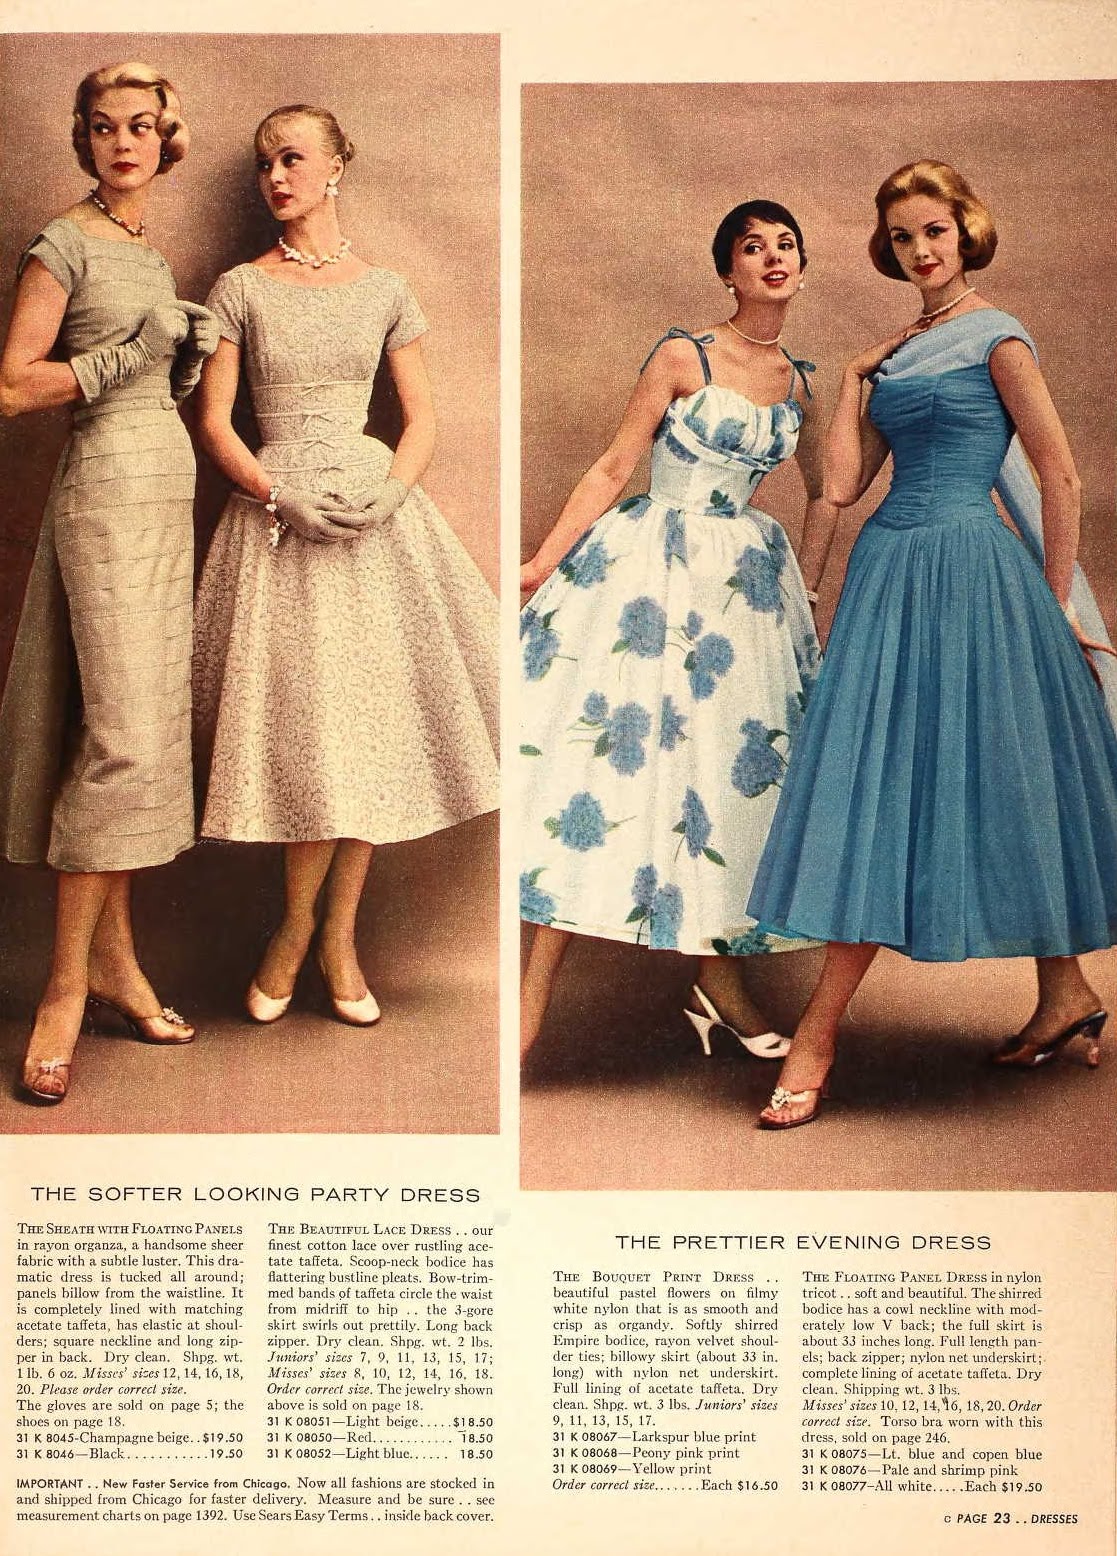 THE SOFTER LOOKING PARTY DRESS
THE SHEATH WITH FLOATING PANELS
in rayon organza, a handsome sheer
fabric with a subtle luster. This dra-
matic dress is tucked all around;
panels billow from the waistline. It
is completely lined with matching
acetate taffeta, has elastic at shoul-
ders; square neckline and long zip-
per in back. Dry clean. Shpg. wt.
1 lb. 6 oz. Misses' sizes 12, 14, 16, 18,
20. Please order correct size.
The gloves are sold on page 5; the
shoes on page 18.
31 K 8045-Champagne beige..$19.50
31 K 8046—Black...........19.50
THE BEAUTIFUL LACE DRESS . . our
finest cotton lace over rustling ace-
tate taffeta. Scoop-neck bodice has
flattering bustline pleats. Bow-trim-
med bands of taffeta circle the waist
from midriff to hip . . the 3-gore
skirt swirls out prettily. Long back
zipper. Dry clean. Shpg. wt. 2 lbs.
Juniors' sizes 7, 9, 11, 13, 15, 17;
Misses' sizes 8, 10, 12, 14, 16, 18.
Order correct size. The jewelry shown
above is sold on page 18.
31 K 08051—Light beige.....$18.50
31 K 08050—Red............ 18.50
31 K 08052—Light blue...... 18.50
IMPORTANT . . New Faster Service from Chicago. Now all fashions are stocked in
and shipped from Chicago for faster delivery. Measure and be sure . . see
measurement charts on page 1392. Use Sears Easy Terms . . inside back cover.
THE PRETTIER EVENING DRESS
THE BOUQUET PRINT DRESS . .
beautiful pastel flowers on filmy
white nylon that is as smooth and
crisp as organdy. Softly shirred
Empire bodice, rayon velvet shoul-
der ties; billowy skirt (about 33 in.
long) with nylon net underskirt.
Full lining of acetate taffeta. Dry
clean. Shpg. wt. 3 lbs. Juniors' sizes
9, 11, 13, 15, 17.
31 K 08067—Larkspur blue print
31 K 08068—Peony pink print
31 K 08069—Yellow print
Order correct size.......Each $16.50
THE FLOATING PANEL DRESS in nylon
tricot . . soft and beautiful. The shirred
bodice has a cowl neckline with mod-
erately low V back; the full skirt is
about 33 inches long. Full length pan-
els; back zipper; nylon net underskirt;
complete lining of acetate taffeta. Dry
clean. Shipping wt. 3 lbs.
Misses' sizes 10, 12, 14, 16, 18, 20. Order
correct size. Torso bra worn with this
dress, sold on page 246.
31 K 08075—Lt. blue and copen blue
31 K 08076—Pale and shrimp pink
31 K 08077-All white.....Each $19.50
C PAGE 23 . . DRESSES